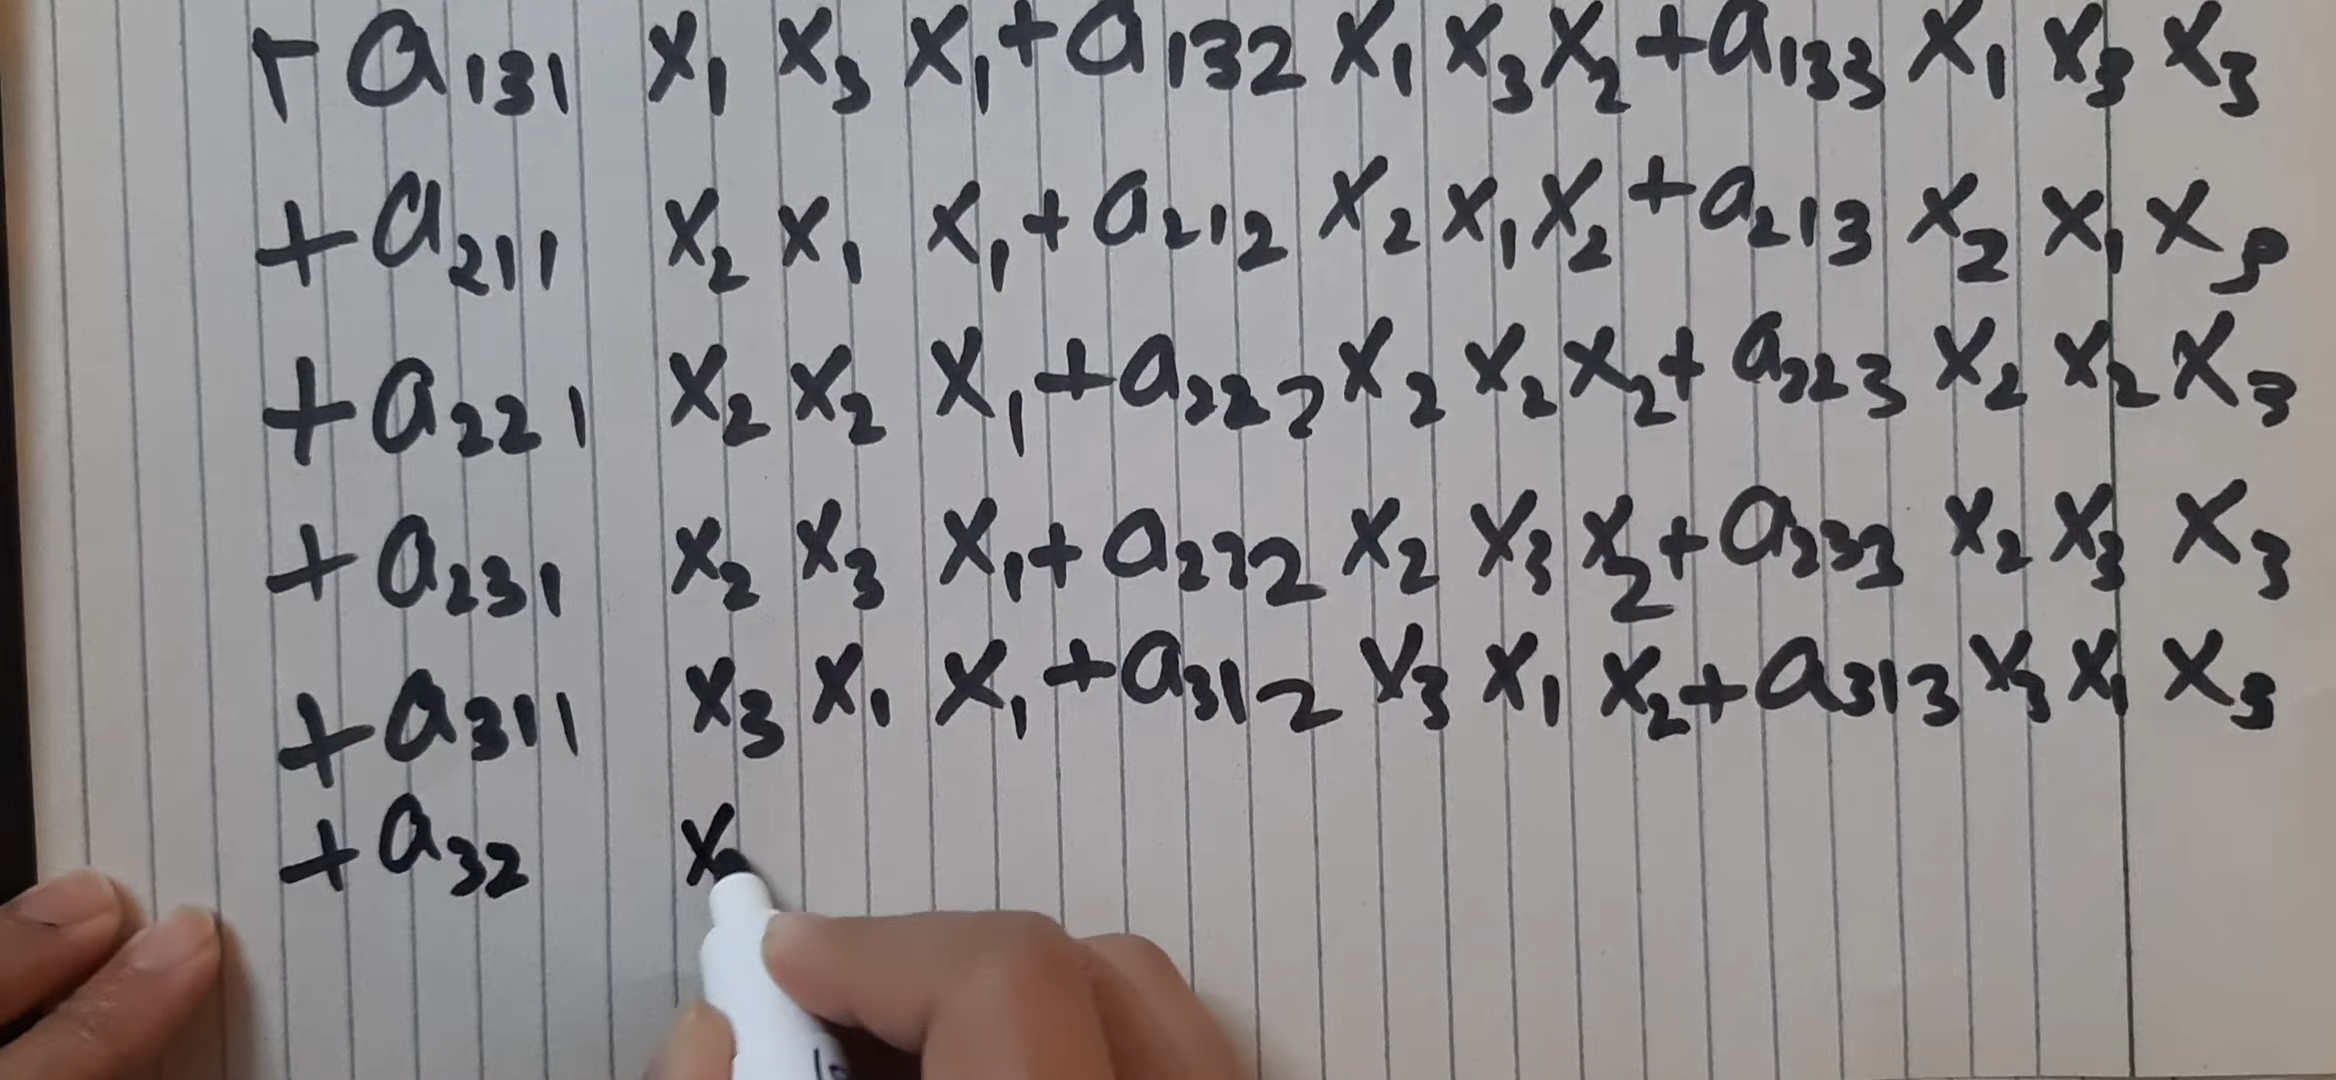 + a₁₃₁ x₁ x₃ x₁ + a₁₃₂ x₁ x₃ x₂ + a₁₃₃ x₁ x₃ x₃
+ a₂₁₁ x₂ x₁ x₁ + a₂₁₂ x₂ x₁ x₂ + a₂₁₃ x₂ x₁ x₃
+ a₂₂₁ x₂ x₂ x₁ + a₂₂₂ x₂ x₂ x₂ + a₂₂₃ x₂ x₂ x₃
+ a₂₃₁ x₂ x₃ x₁ + a₂₃₂ x₂ x₃ x₂ + a₂₃₃ x₂ x₃ x₃
+ a₃₁₁ x₃ x₁ x₁ + a₃₁₂ x₃ x₁ x₂ + a₃₁₃ x₃ x₁ x₃
+ a₃₂ x